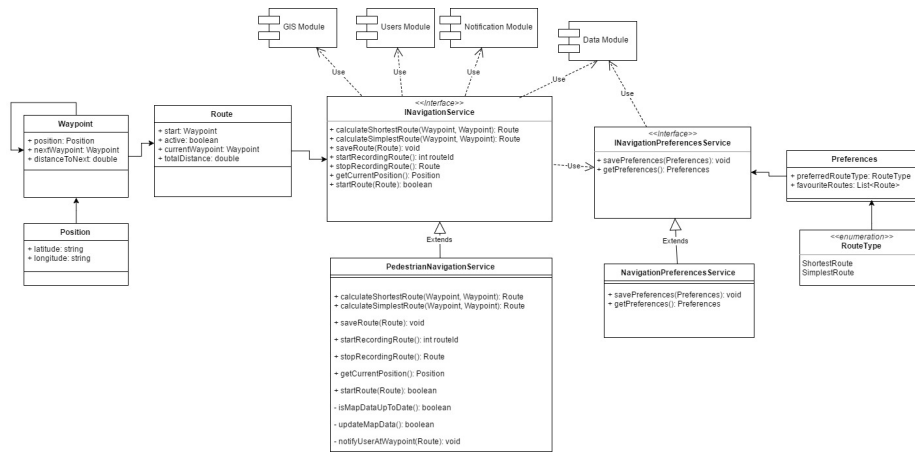 GIS Module
Users Module
Notification Module
Data Module
Use
Use
Use
Use
Use
Waypoint
+ position: Position
+ nextWaypoint: Waypoint
+ distanceToNext: double
Route
+ start: Waypoint
+ active: boolean
+ currentWaypoint: Waypoint
+ totalDistance: double
<<Interface>>
INavigationService
+ calculateShortestRoute(Waypoint, Waypoint): Route
+ calculateSimplestRoute(Waypoint, Waypoint): Route
+ saveRoute(Route): void
+ startRecordingRoute(): int routeId
+ stopRecordingRoute(): Route
+ getCurrentPosition(): Position
+ startRoute(Route): boolean
Use
<<Interface>>
INavigationPreferencesService
+ savePreferences(Preferences): void
+ getPreferences(): Preferences
Preferences
+ preferredRouteType: RouteType
+ favouriteRoutes: List<Route>
Position
+ latitude: string
+ longitude: string
Extends
Extends
<<enumeration>>
RouteType
ShortestRoute
SimplestRoute
PedestrianNavigationService
+ calculateShortestRoute(Waypoint, Waypoint): Route
+ calculateSimplestRoute(Waypoint, Waypoint): Route
+ saveRoute(Route): void
+ startRecordingRoute(): int routeId
+ stopRecordingRoute(): Route
+ getCurrentPosition(): Position
+ startRoute(Route): boolean
- isMapDataUpToDate(): boolean
- updateMapData(): boolean
- notifyUserAtWaypoint(Route): void
NavigationPreferencesService
+ savePreferences(Preferences): void
+ getPreferences(): Preferences